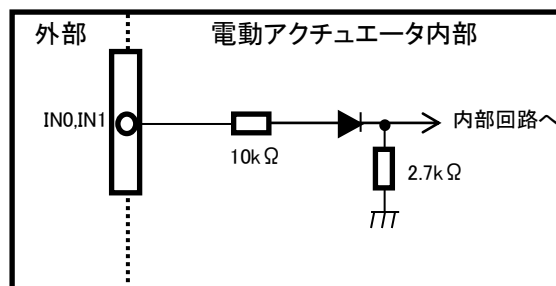 外部
電動アクチュエータ内部
IN0,IN1
内部回路へ
10kΩ
2.7kΩ